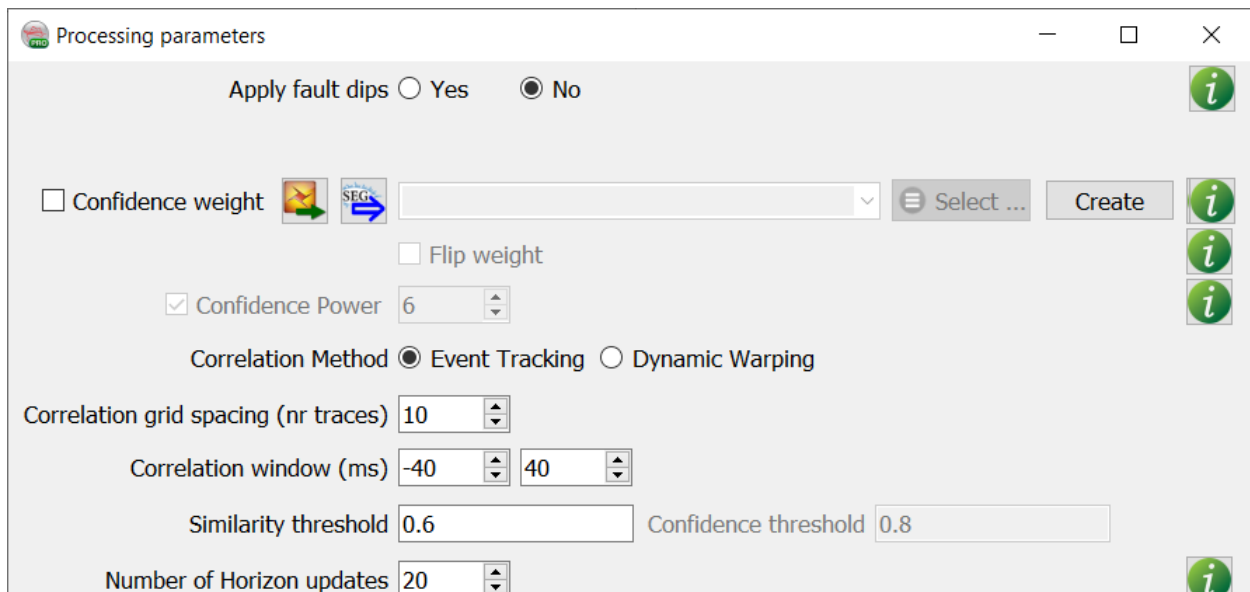 PRO Processing parameters
Apply fault dips Yes No i
Confidence weight SEG Select ... Create i
Flip weight i
Confidence Power 6 i
Correlation Method Event Tracking Dynamic Warping
Correlation grid spacing (nr traces) 10
Correlation window (ms) -40 40
Similarity threshold 0.6 Confidence threshold 0.8
Number of Horizon updates 20 i